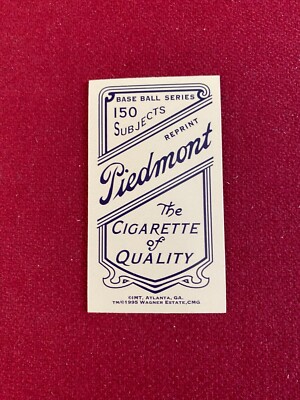 BASE BALL SERIES
150
SUBJECTS
REPRINT
Piedmont
The
CIGARETTE
of
QUALITY
©IMT, ATLANTA, GA.
TM/©1995 WAGNER ESTATE, CMG